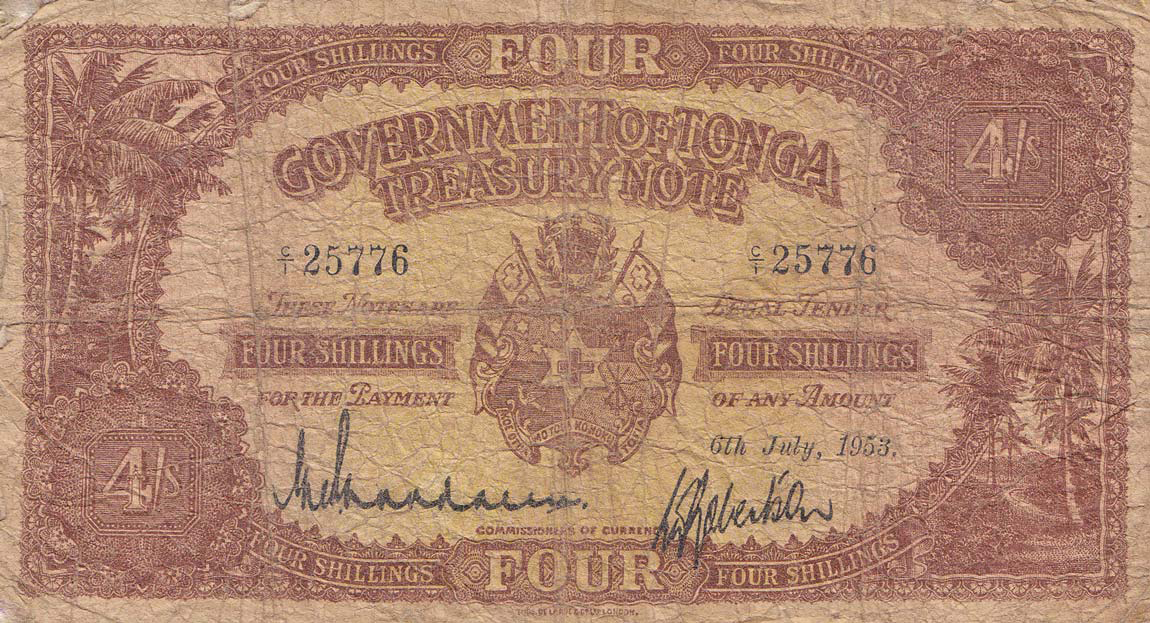 FOUR SHILLINGS FOUR FOUR SHILLINGS
GOVERNMENT OF TONGA
TREASURY NOTE
4/s
C/1 25776 C/1 25776
THESE NOTES ARE LEGAL TENDER
FOUR SHILLINGS FOUR SHILLINGS
FOR THE PAYMENT OF ANY AMOUNT
6th July, 1953.
4/s
COMMISSIONERS OF CURRENCY
FOUR SHILLINGS FOUR FOUR SHILLINGS